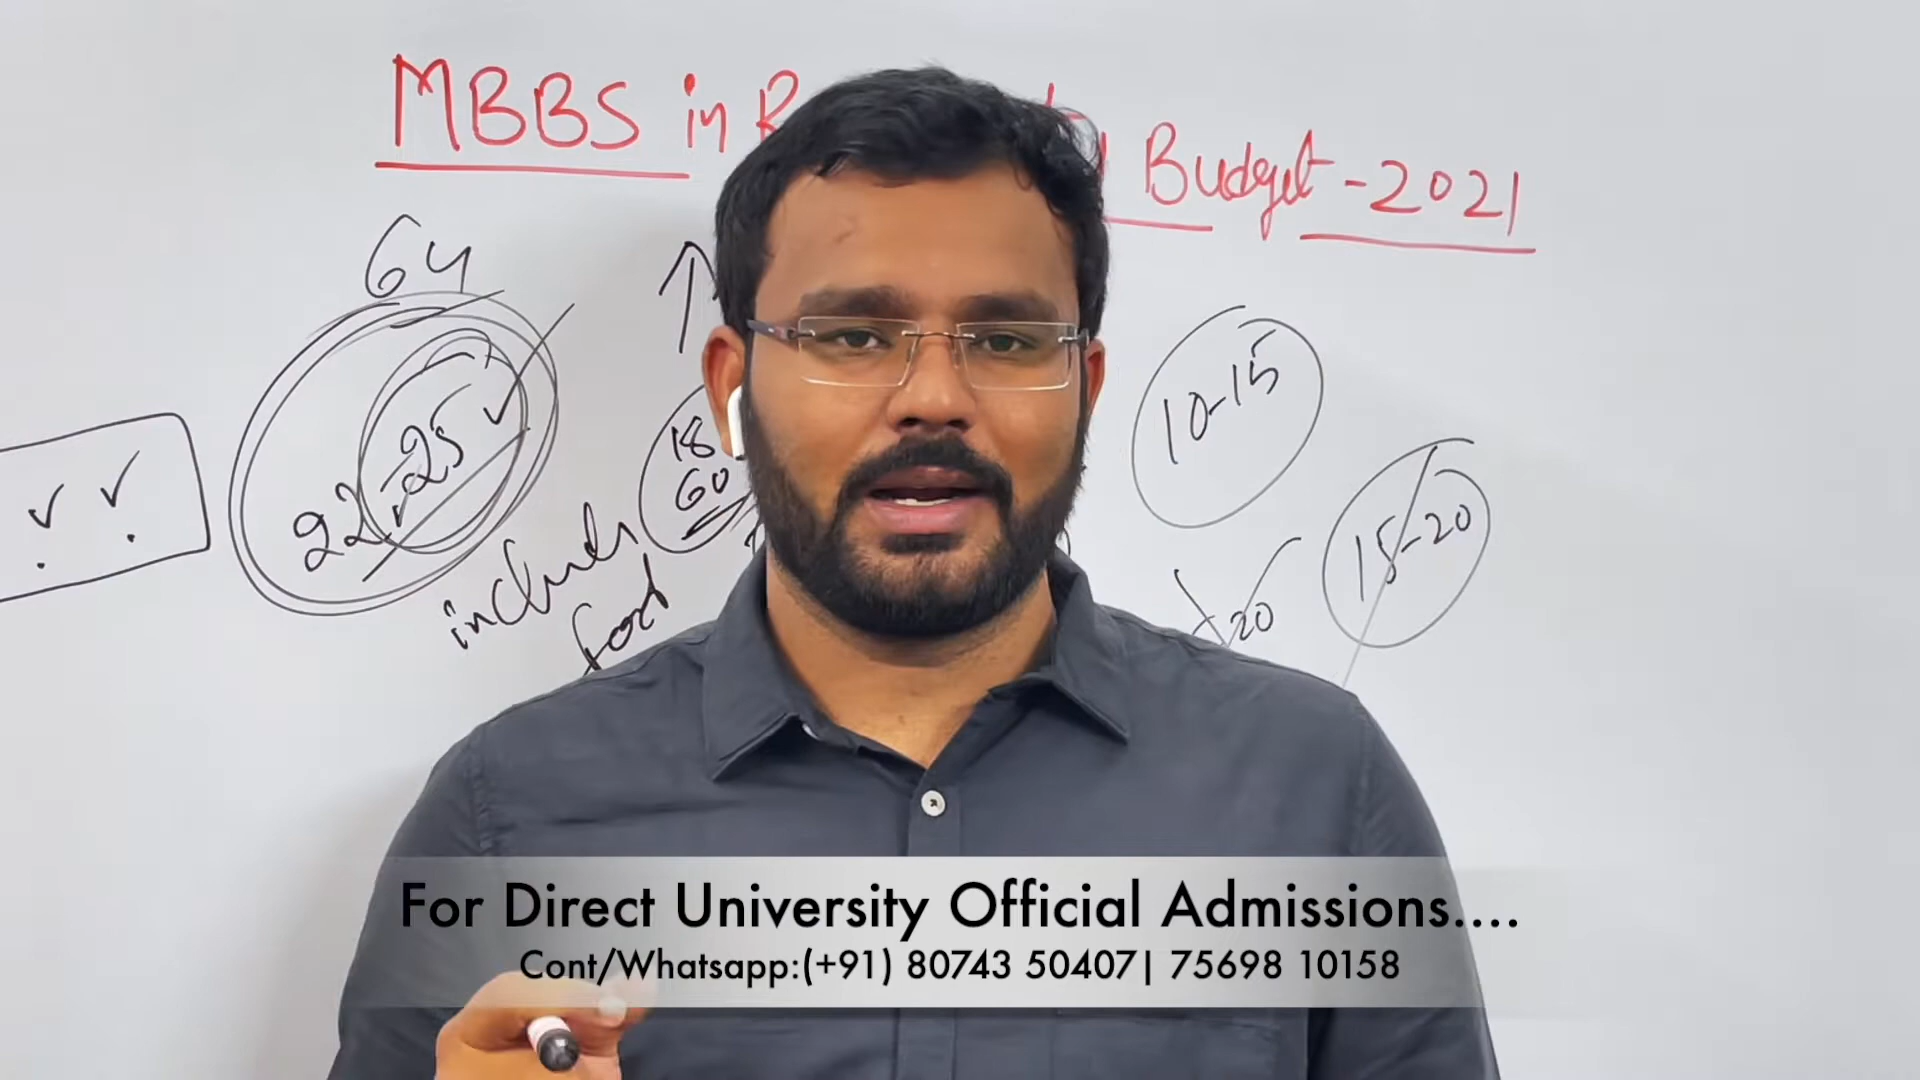 MBBS in Budget-2021
64
22-25
18
60
includes
food
10-15
15-20
20
For Direct University Official Admissions....
Cont/Whatsapp:(+91) 80743 50407| 75698 10158